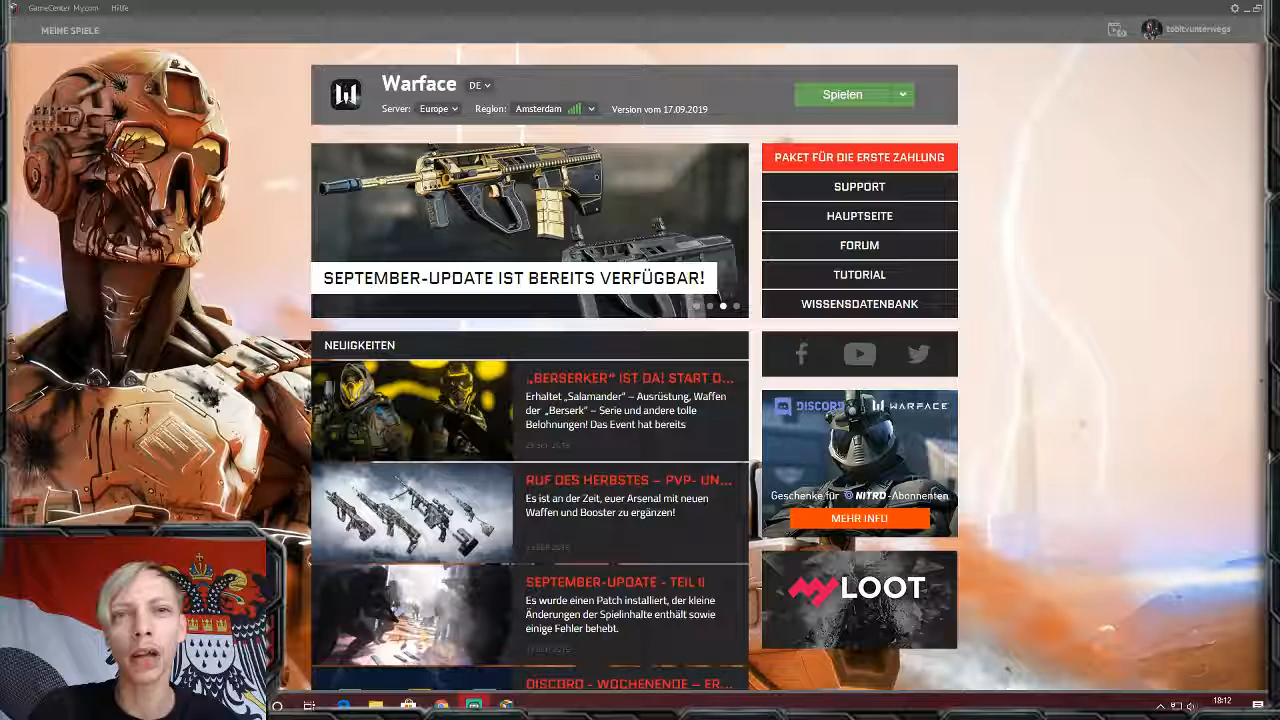 GameCenter My.com Hilfe
MEINE SPIELE
tobitvunterwegs
Warface DE
Spielen
Server: Europe Region: Amsterdam Version vom 17.09.2019
SEPTEMBER-UPDATE IST BEREITS VERFÜGBAR!
PAKET FÜR DIE ERSTE ZAHLUNG
SUPPORT
HAUPTSEITE
FORUM
TUTORIAL
WISSENSDATENBANK
NEUIGKEITEN
„BERSERKER“ IST DA! START D...
Erhaltet „Salamander“ – Ausrüstung, Waffen
der „Berserk“ – Serie und andere tolle
Belohnungen! Das Event hat bereits
RUF DES HERBSTES – PVP- UN...
Es ist an der Zeit, euer Arsenal mit neuen
Waffen und Booster zu ergänzen!
SEPTEMBER-UPDATE - TEIL II
Es wurde einen Patch installiert, der kleine
Änderungen der Spielinhalte enthält sowie
einige Fehler behebt.
DISCORD - WOCHENENDE – ER...
DISCORD WARFACE
Geschenke für NITRO-Abonnenten
MEHR INFO
my LOOT
18:12